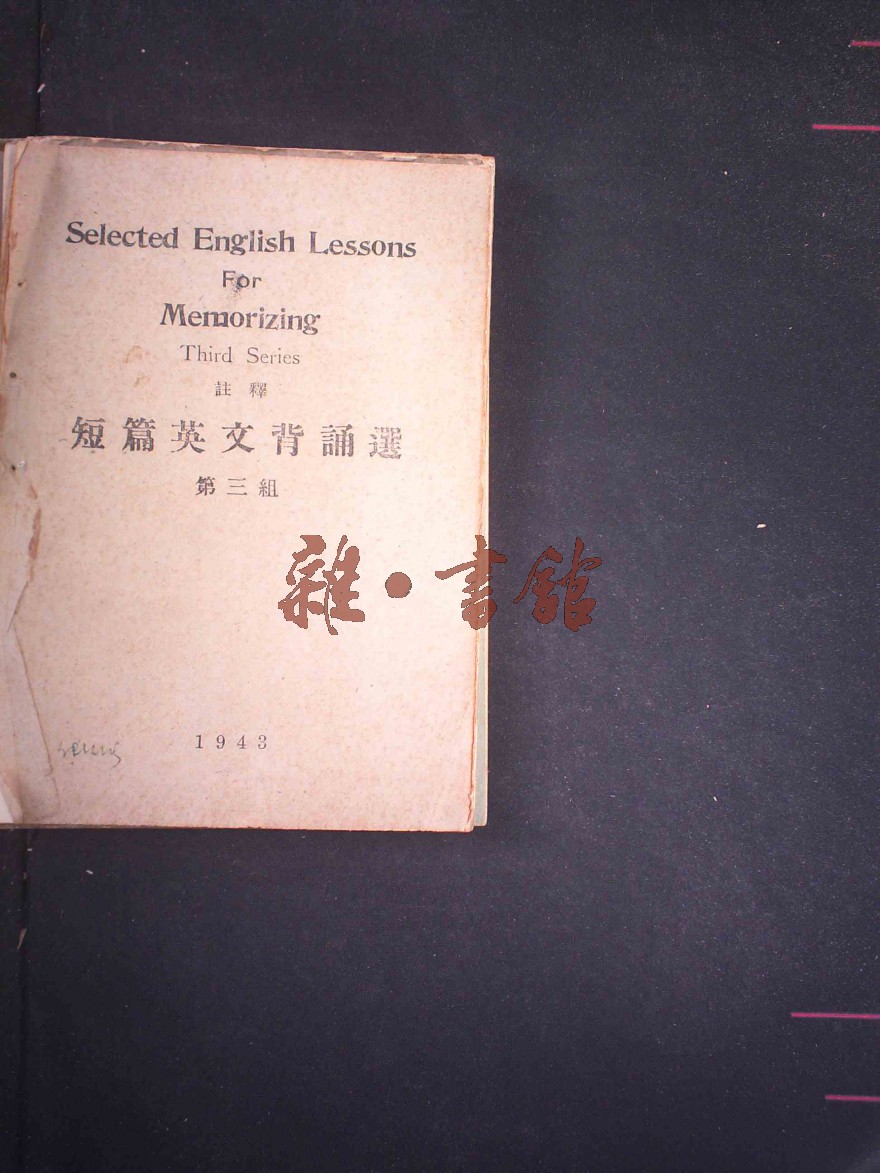 Selected English Lessons
For
Memorizing
Third Series
註釋
短篇英文背誦選
第三組
雜·書館
1943